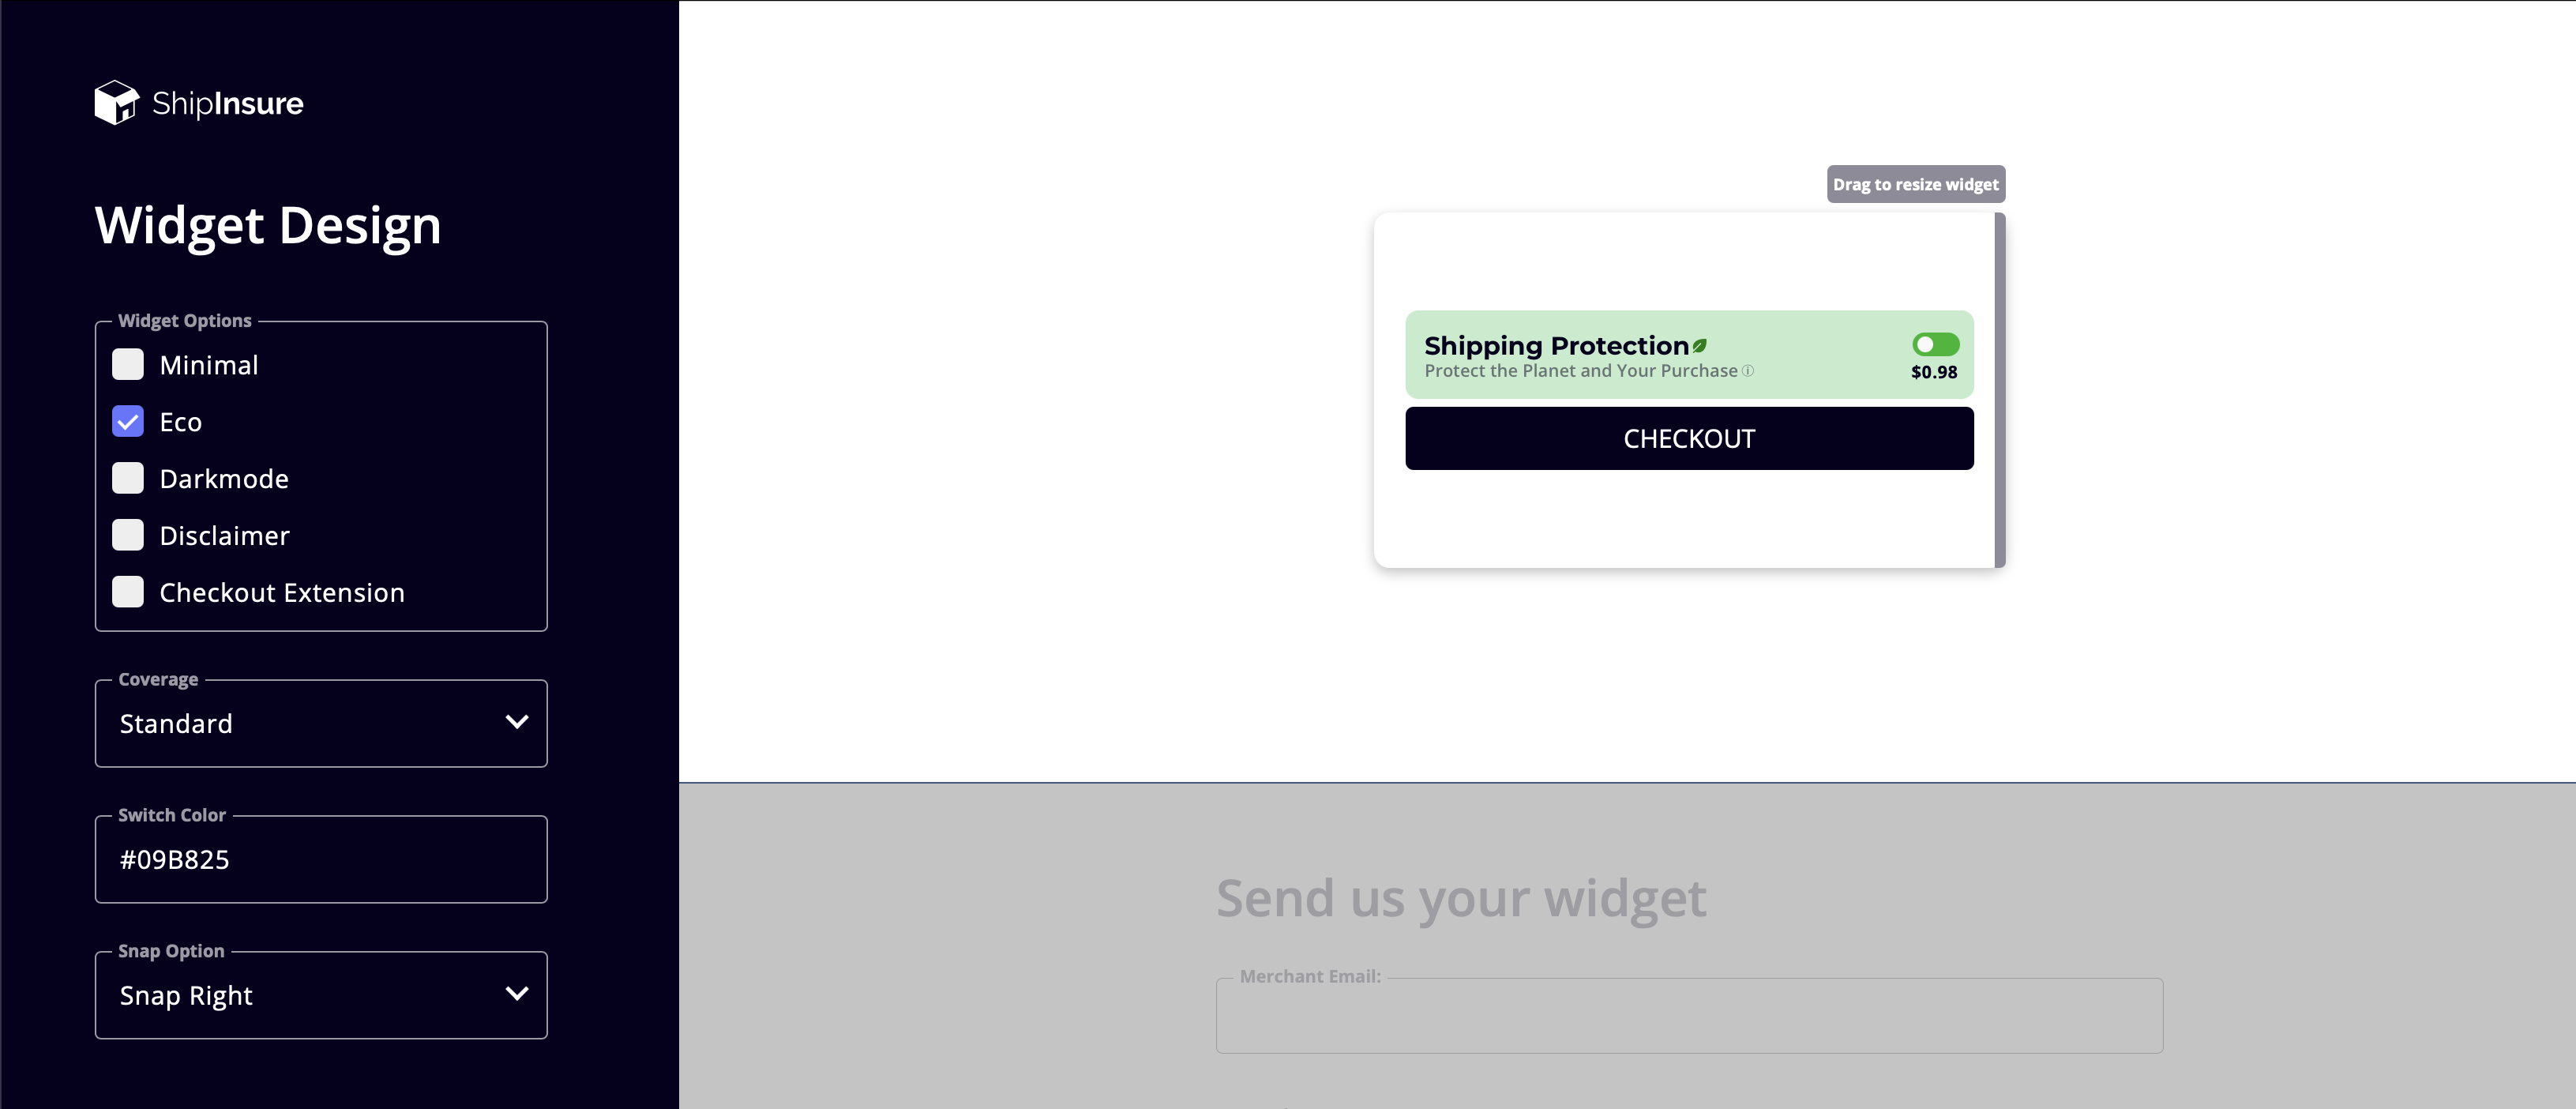 ShipInsure
Widget Design
Widget Options
Minimal
Eco
Darkmode
Disclaimer
Checkout Extension
Coverage
Standard
Switch Color
#09B825
Snap Option
Snap Right
Drag to resize widget
Shipping Protection
Protect the Planet and Your Purchase
$0.98
CHECKOUT
Send us your widget
Merchant Email: